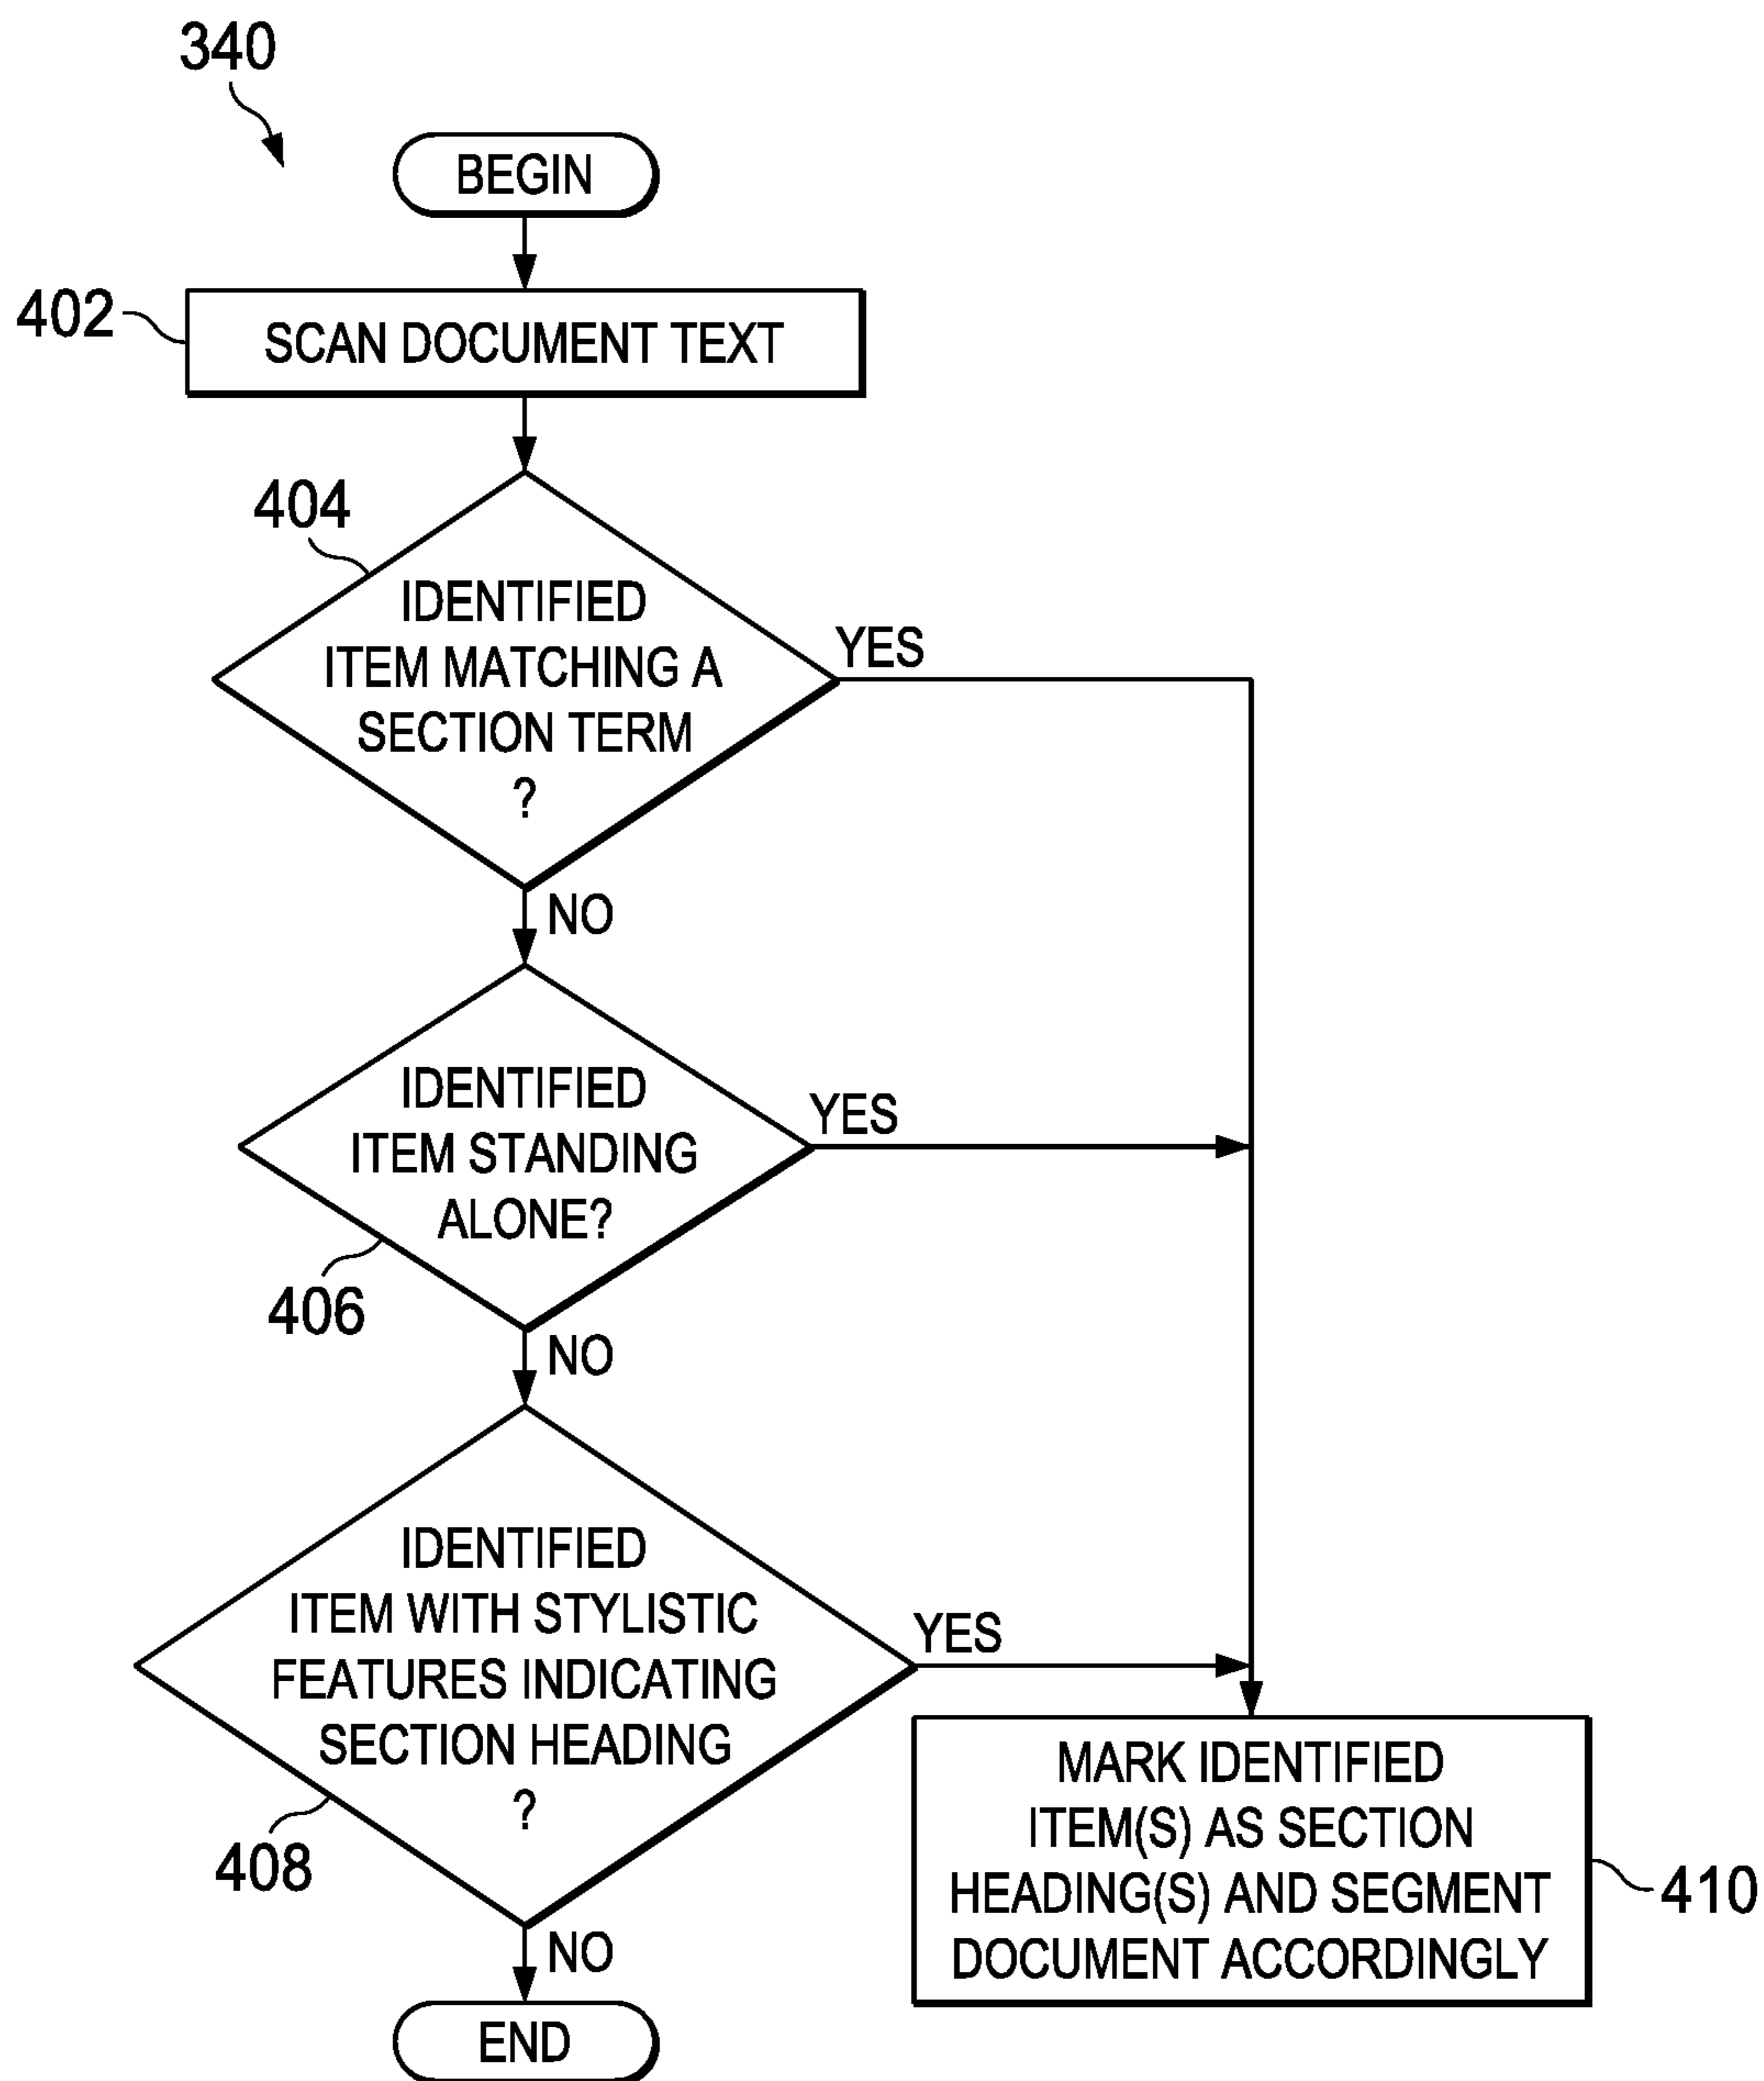 340
BEGIN
402
SCAN DOCUMENT TEXT
404
IDENTIFIED
ITEM MATCHING A
SECTION TERM
?
YES
NO
IDENTIFIED
ITEM STANDING
ALONE?
YES
406
NO
IDENTIFIED
ITEM WITH STYLISTIC
FEATURES INDICATING
SECTION HEADING
?
YES
408
NO
MARK IDENTIFIED
ITEM(S) AS SECTION
HEADING(S) AND SEGMENT
DOCUMENT ACCORDINGLY
410
END